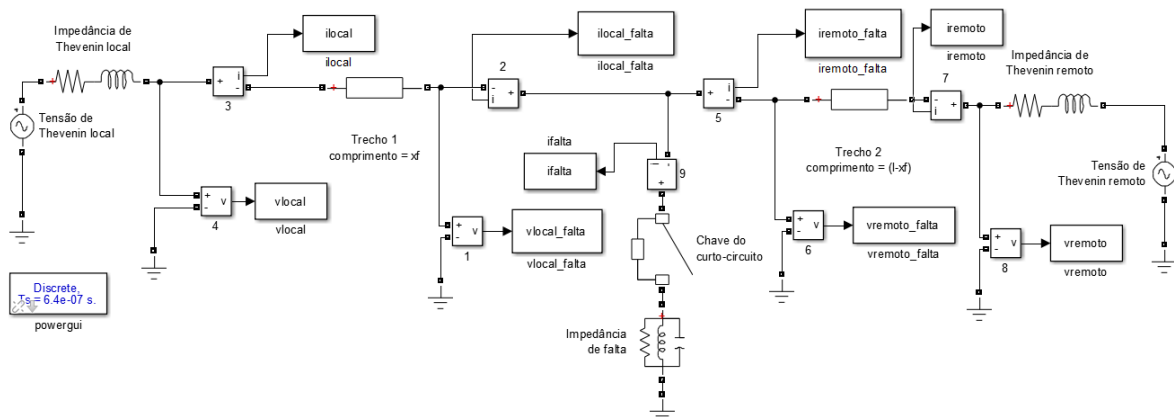 Impedância de
Thevenin local
Tensão de
Thevenin local
+
i
-
3
ilocal
ilocal
Trecho 1
comprimento = xf
+
-
v
4
vlocal
vlocal
2
-
i
+
ilocal_falta
ilocal_falta
+
-
v
1
vlocal_falta
vlocal_falta
ifalta
ifalta
-
i
+
9
Chave do
curto-circuito
Impedância
de falta
+
i
-
5
iremoto_falta
iremoto_falta
Trecho 2
comprimento = (l-xf)
+
-
v
6
vremoto_falta
vremoto_falta
iremoto
iremoto
7
-
i
+
Impedância de
Thevenin remoto
Tensão de
Thevenin remoto
+
-
v
8
vremoto
vremoto
Discrete,
Ts = 6.4e-07 s.
powergui